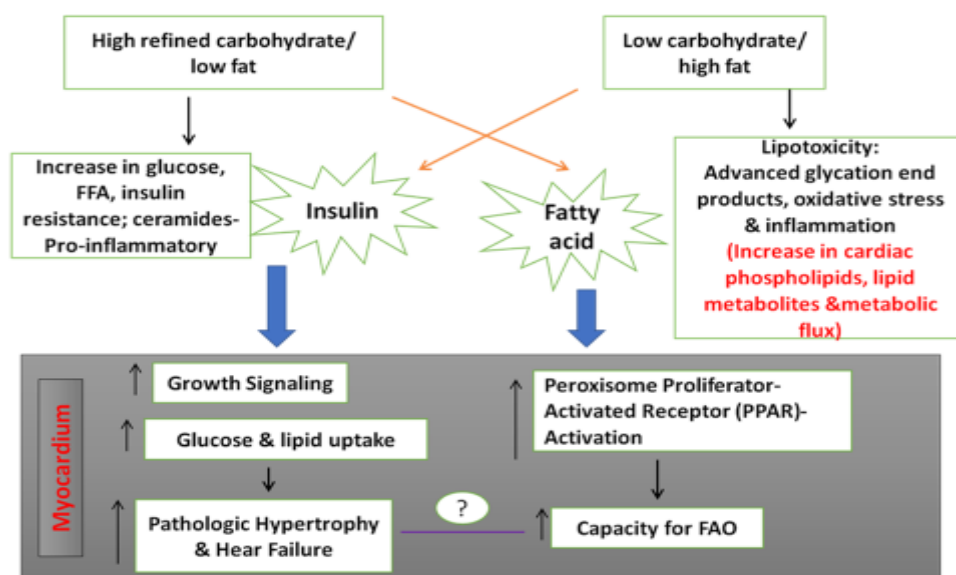 High refined carbohydrate/
low fat
Low carbohydrate/
high fat
Increase in glucose,
FFA, insulin
resistance; ceramides-
Pro-inflammatory
Insulin
Fatty
acid
Lipotoxicity:
Advanced glycation end
products, oxidative stress
& inflammation
(Increase in cardiac
phospholipids, lipid
metabolites &metabolic
flux)
Myocardium
Growth Signaling
Glucose & lipid uptake
Pathologic Hypertrophy
& Hear Failure
?
Peroxisome Proliferator-
Activated Receptor (PPAR)-
Activation
Capacity for FAO